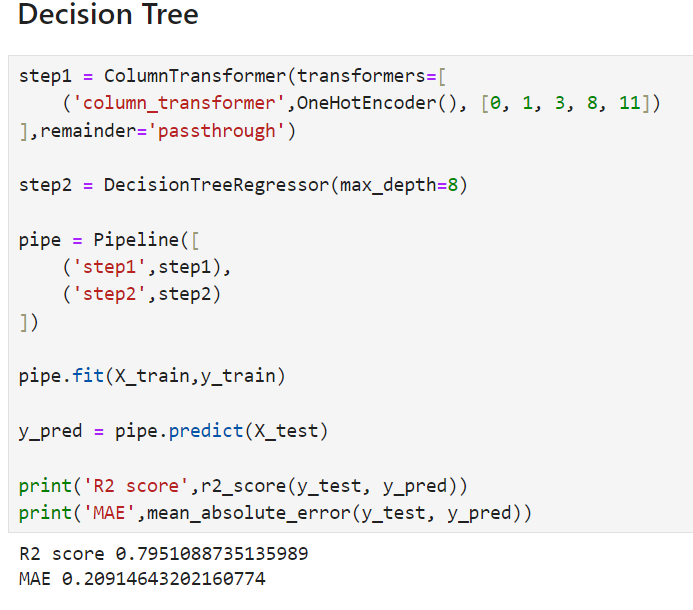 Decision Tree
step1 = ColumnTransformer(transformers=[
    ('column_transformer',OneHotEncoder(), [0, 1, 3, 8, 11])
],remainder='passthrough')
step2 = DecisionTreeRegressor(max_depth=8)
pipe = Pipeline([
    ('step1',step1),
    ('step2',step2)
])
pipe.fit(X_train,y_train)
y_pred = pipe.predict(X_test)
print('R2 score',r2_score(y_test, y_pred))
print('MAE',mean_absolute_error(y_test, y_pred))
R2 score 0.7951088735135989
MAE 0.20914643202160774